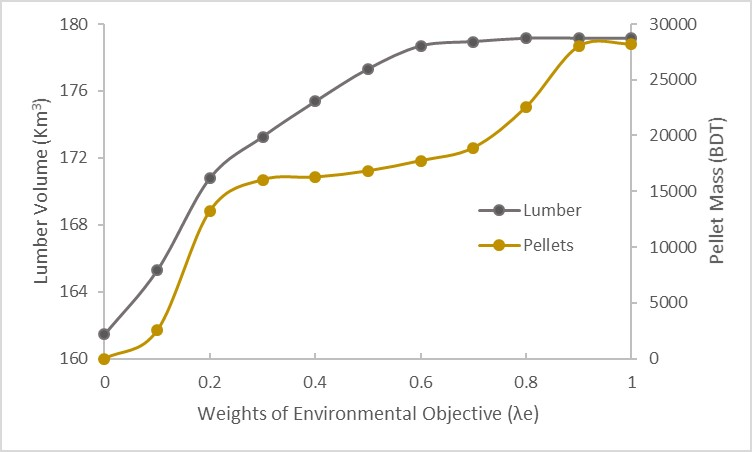 180
176
172
168
164
160
Lumber Volume (Km³)
30000
25000
20000
15000
10000
5000
0
Pellet Mass (BDT)
Lumber
Pellets
0 0.2 0.4 0.6 0.8 1
Weights of Environmental Objective (λe)